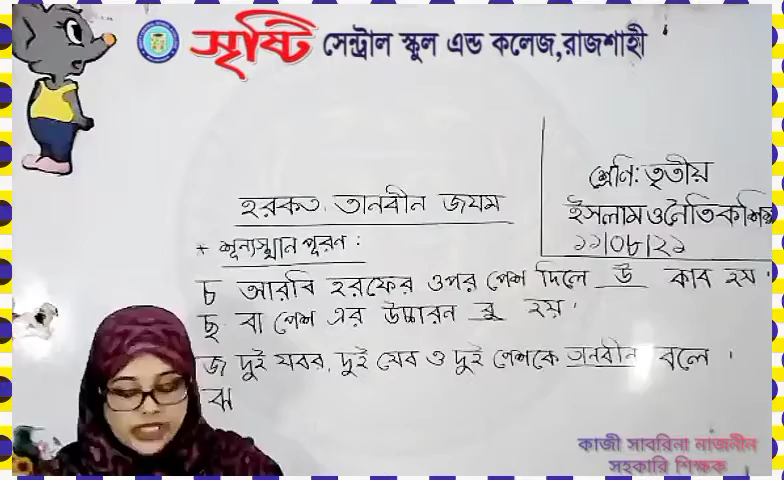 সৃষ্টি সেন্ট্রাল স্কুল এন্ড কলেজ,রাজশাহী
শ্রেণি: তৃতীয়
ইসলাম ও নৈতিক শিক্ষা
১১|০৮|২১
হরকত, তানবীন জযম
* শূন্যস্থান পূরণ :
চ আরবি হরফের ওপর পেশ দিলে উ কার হয়।
ছ বা পেশ এর উচ্চারন বু হয়।
জ দুই যবর, দুই যের ও দুই পেশকে তানবীন বলে ।
ঝ
কাজী সাবরিনা নাজনীন
সহকারি শিক্ষক